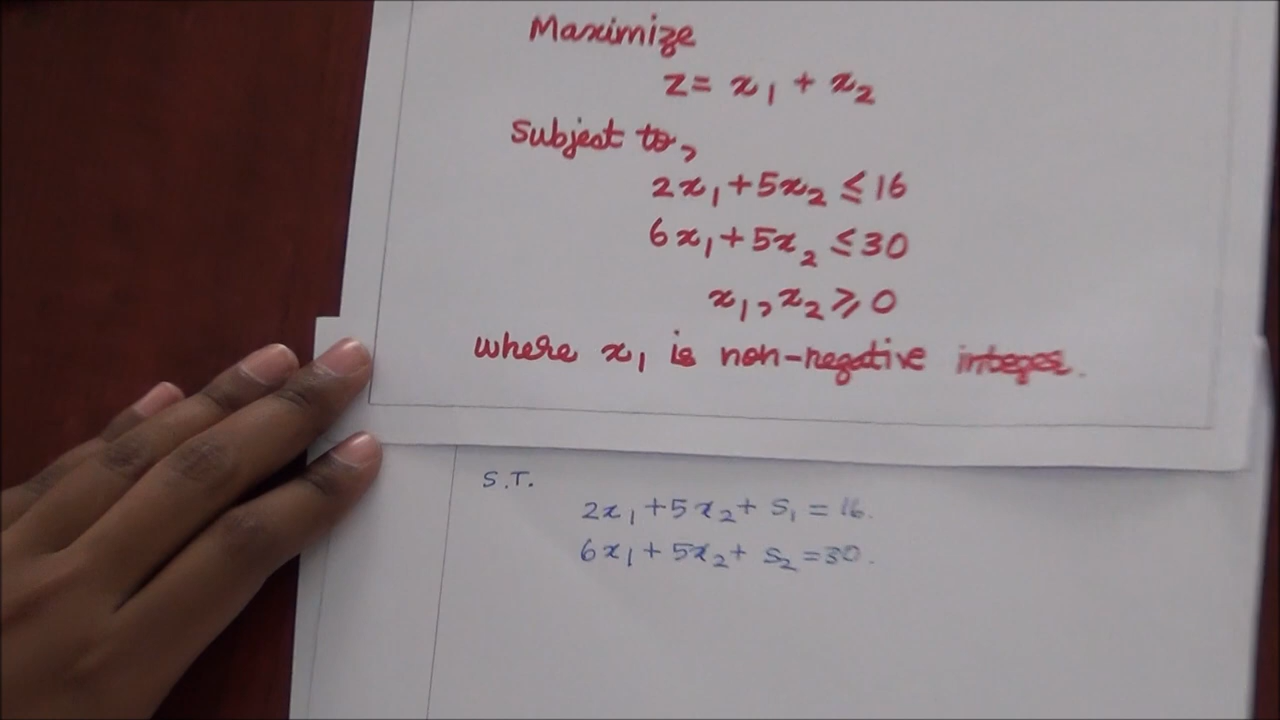 Maximize
Z = x₁ + x₂
Subject to,
2x₁ + 5x₂ ≤ 16
6x₁ + 5x₂ ≤ 30
x₁, x₂ ≥ 0
where x₁ is non-negative integer.
S.T.
2x₁ + 5x₂ + S₁ = 16.
6x₁ + 5x₂ + S₂ = 30.